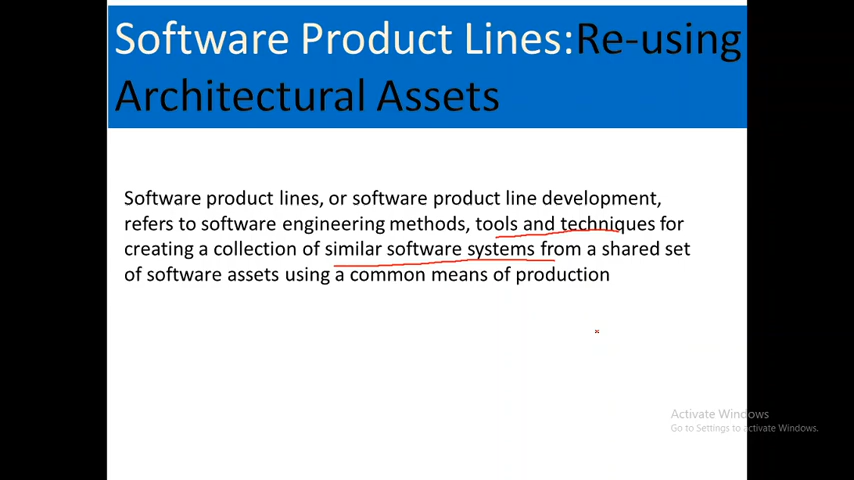 Software Product Lines:Re-using
Architectural Assets
Software product lines, or software product line development,
refers to software engineering methods, tools and techniques for
creating a collection of similar software systems from a shared set
of software assets using a common means of production
Activate Windows
Go to Settings to activate Windows.